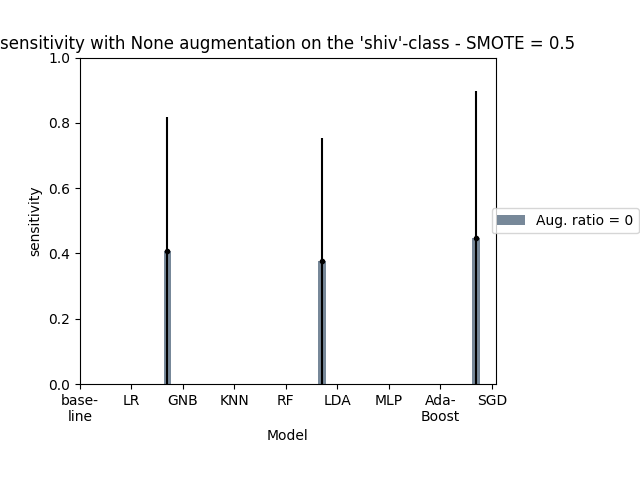 sensitivity with None augmentation on the 'shiv'-class - SMOTE = 0.5
1.0
0.8
0.6
0.4
0.2
0.0
sensitivity
Aug. ratio = 0
base-
line
LR
GNB
KNN
RF
LDA
MLP
Ada-
Boost
SGD
Model